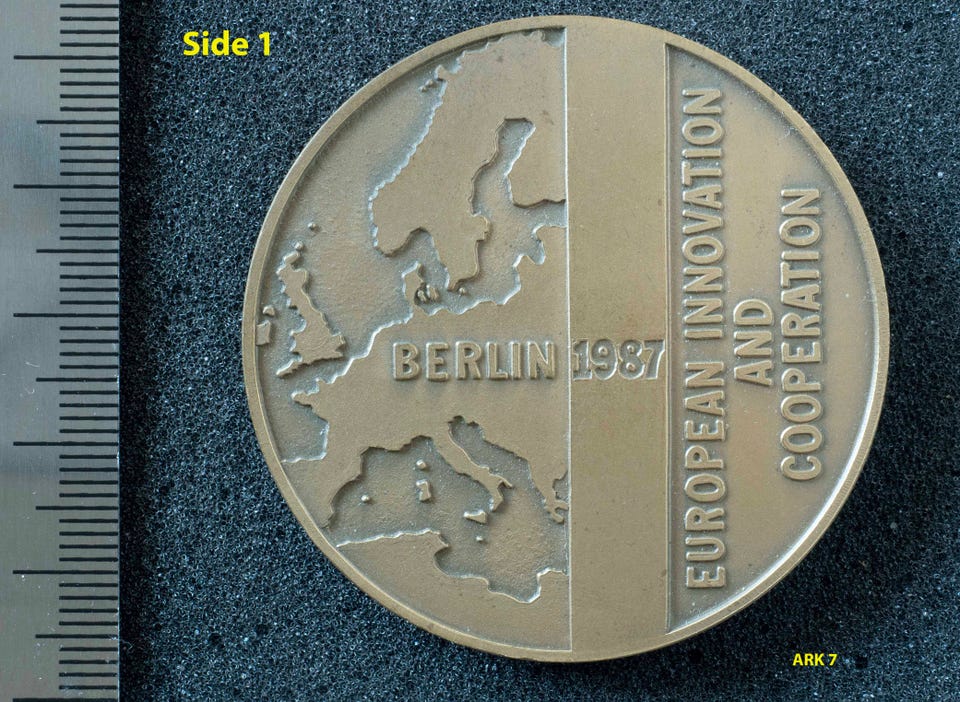 Side 1
BERLIN 1987
EUROPEAN INNOVATION
AND
COOPERATION
ARK 7